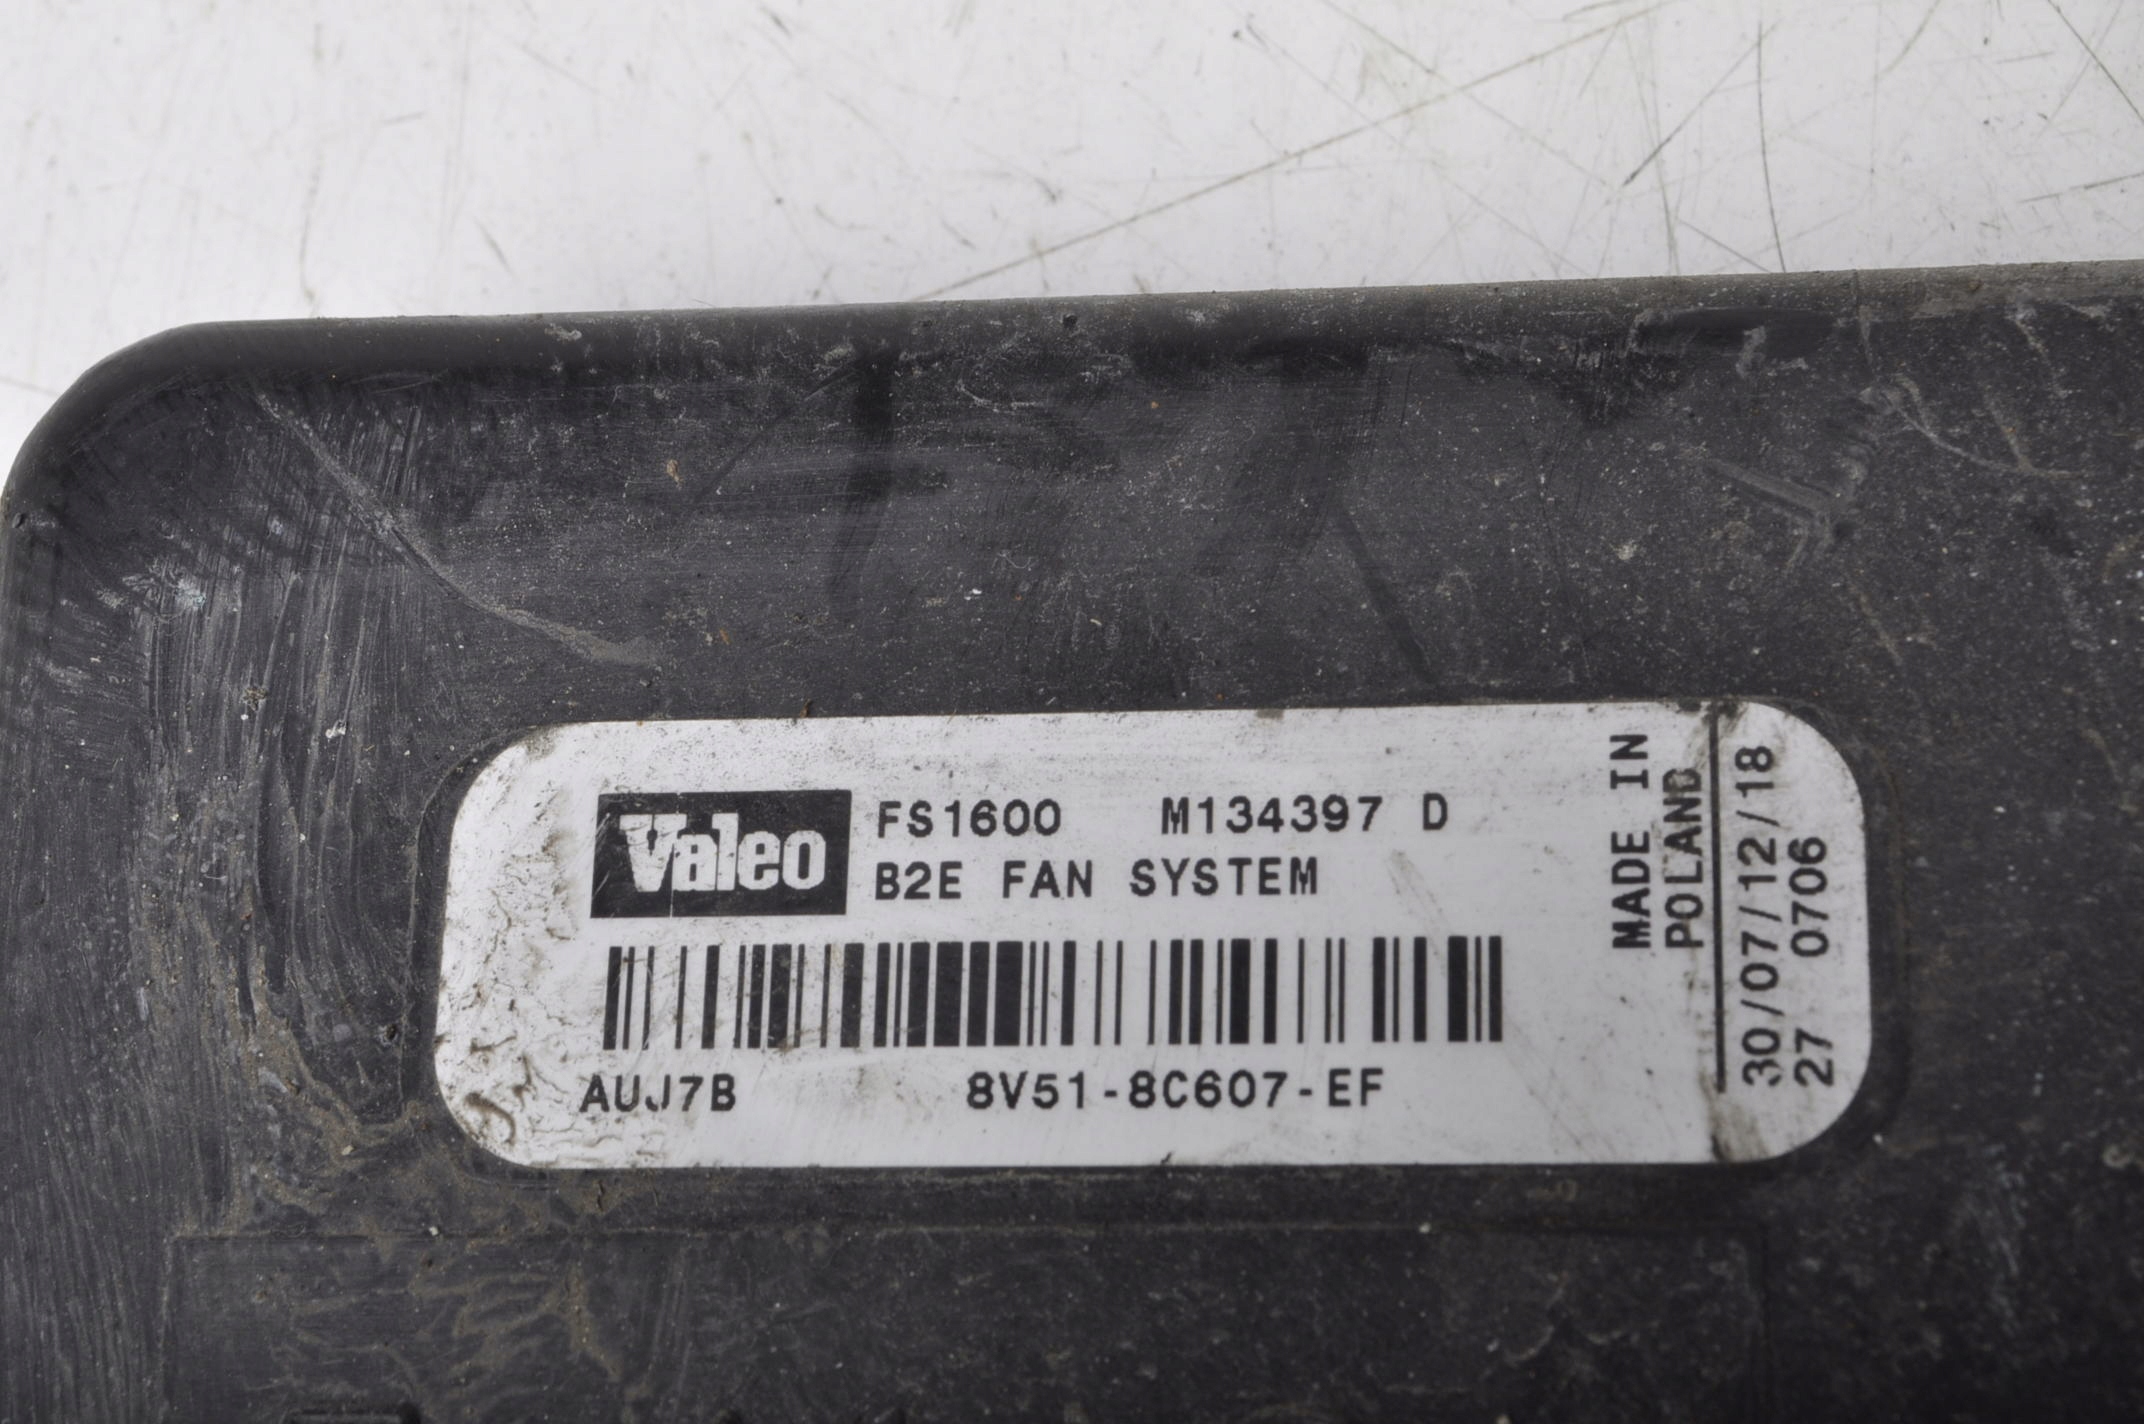 Valeo
FS1600 M134397 D
B2E FAN SYSTEM
AUJ7B 8V51-8C607-EF
MADE IN
POLAND
30/07/12/18
27 0706